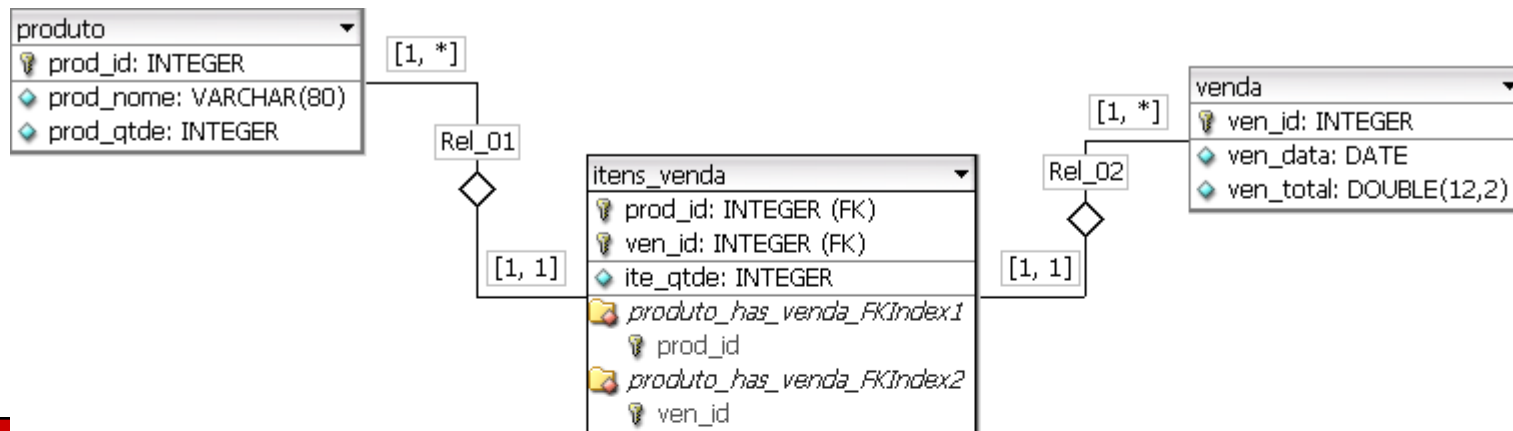 produto
prod_id: INTEGER
prod_nome: VARCHAR(80)
prod_qtde: INTEGER
[1, *]
Rel_01
[1, 1]
itens_venda
prod_id: INTEGER (FK)
ven_id: INTEGER (FK)
ite_qtde: INTEGER
produto_has_venda_FKIndex1
prod_id
produto_has_venda_FKIndex2
ven_id
[1, *]
Rel_02
[1, 1]
venda
ven_id: INTEGER
ven_data: DATE
ven_total: DOUBLE(12,2)